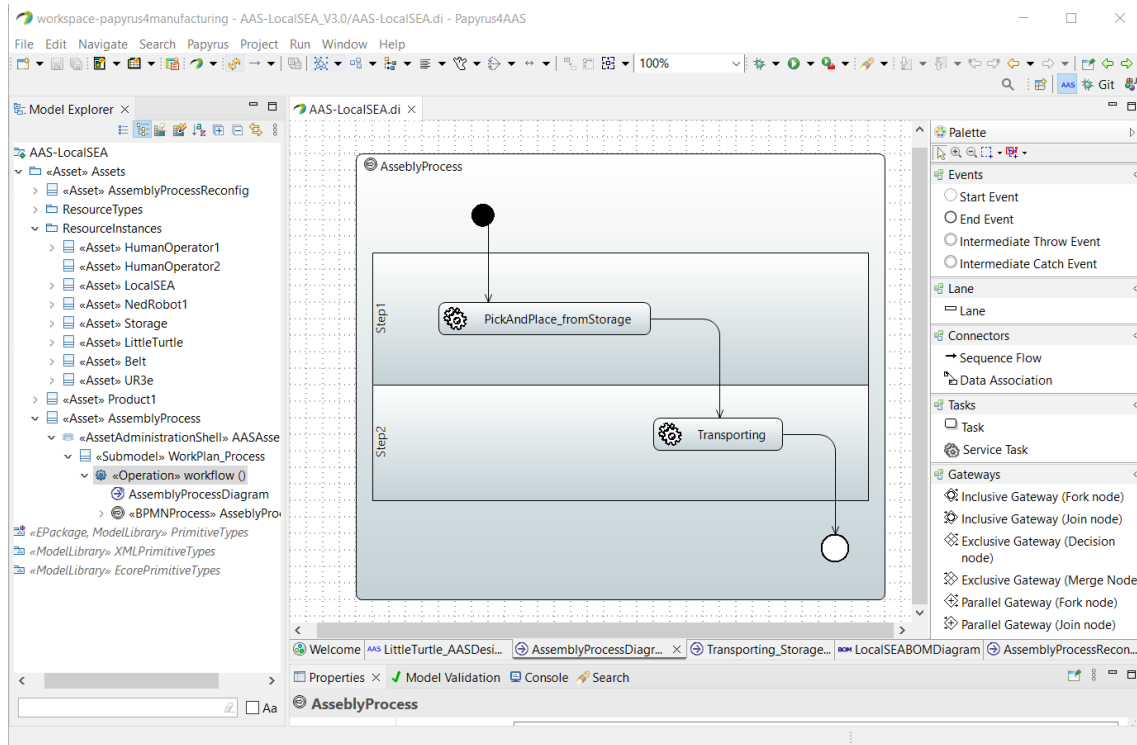 workspace-papyrus4manufacturing - AAS-LocalSEA_V3.0/AAS-LocalSEA.di - Papyrus4AAS
File Edit Navigate Search Papyrus Project Run Window Help
100%
AAS Git
Model Explorer
AAS-LocalSEA
«Asset» Assets
«Asset» AssemblyProcessReconfig
ResourceTypes
ResourceInstances
«Asset» HumanOperator1
«Asset» HumanOperator2
«Asset» LocalSEA
«Asset» NedRobot1
«Asset» Storage
«Asset» LittleTurtle
«Asset» Belt
«Asset» UR3e
«Asset» Product1
«Asset» AssemblyProcess
«AssetAdministrationShell» AASAsse
«Submodel» WorkPlan_Process
«Operation» workflow ()
AssemblyProcessDiagram
«BPMNProcess» AsseblyPro
«EPackage, ModelLibrary» PrimitiveTypes
«ModelLibrary» XMLPrimitiveTypes
«ModelLibrary» EcorePrimitiveTypes
Aa
AAS-LocalSEA.di
AsseblyProcess
Step1
PickAndPlace_fromStorage
Step2
Transporting
Palette
Events
Start Event
End Event
Intermediate Throw Event
Intermediate Catch Event
Lane
Lane
Connectors
Sequence Flow
Data Association
Tasks
Task
Service Task
Gateways
Inclusive Gateway (Fork node)
Inclusive Gateway (Join node)
Exclusive Gateway (Decision
node)
Exclusive Gateway (Merge Node
Parallel Gateway (Fork node)
Parallel Gateway (Join node)
Welcome AAS LittleTurtle_AASDesi... AssemblyProcessDiagr... Transporting_Storage... BOM LocalSEABOMDiagram AssemblyProcessRecon...
Properties Model Validation Console Search
AsseblyProcess